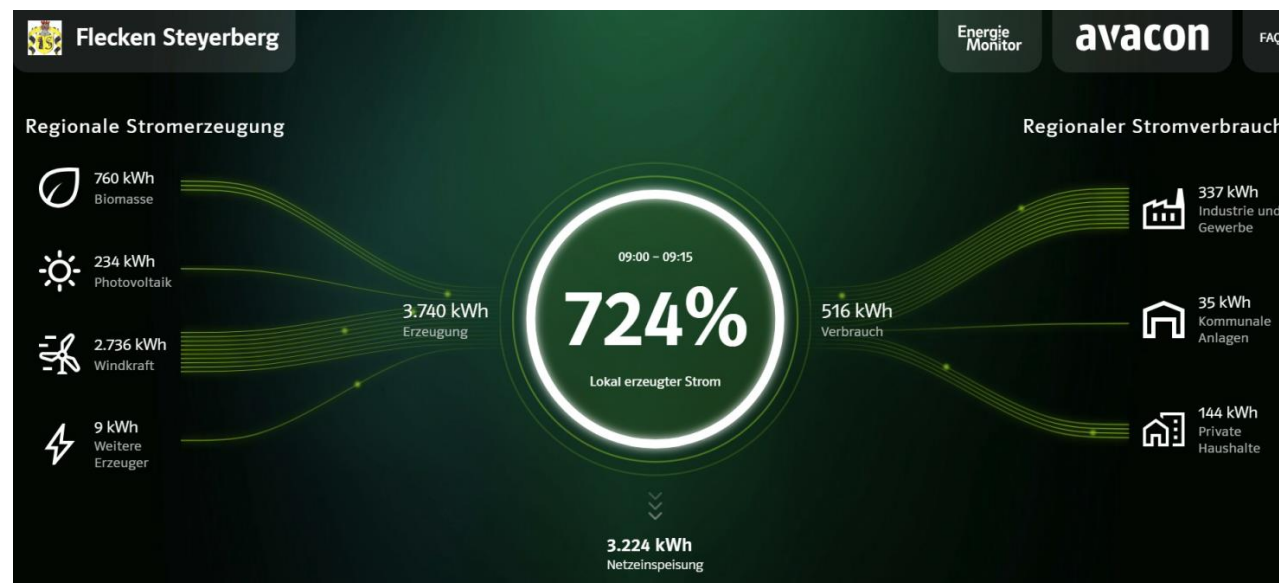 Flecken Steyerberg
Energie
Monitor
avacon
FAQ
Regionale Stromerzeugung
Regionaler Stromverbrauch
760 kWh
Biomasse
234 kWh
Photovoltaik
2.736 kWh
Windkraft
9 kWh
Weitere
Erzeuger
3.740 kWh
Erzeugung
09:00 – 09:15
724%
Lokal erzeugter Strom
516 kWh
Verbrauch
337 kWh
Industrie und
Gewerbe
35 kWh
Kommunale
Anlagen
144 kWh
Private
Haushalte
3.224 kWh
Netzeinspeisung